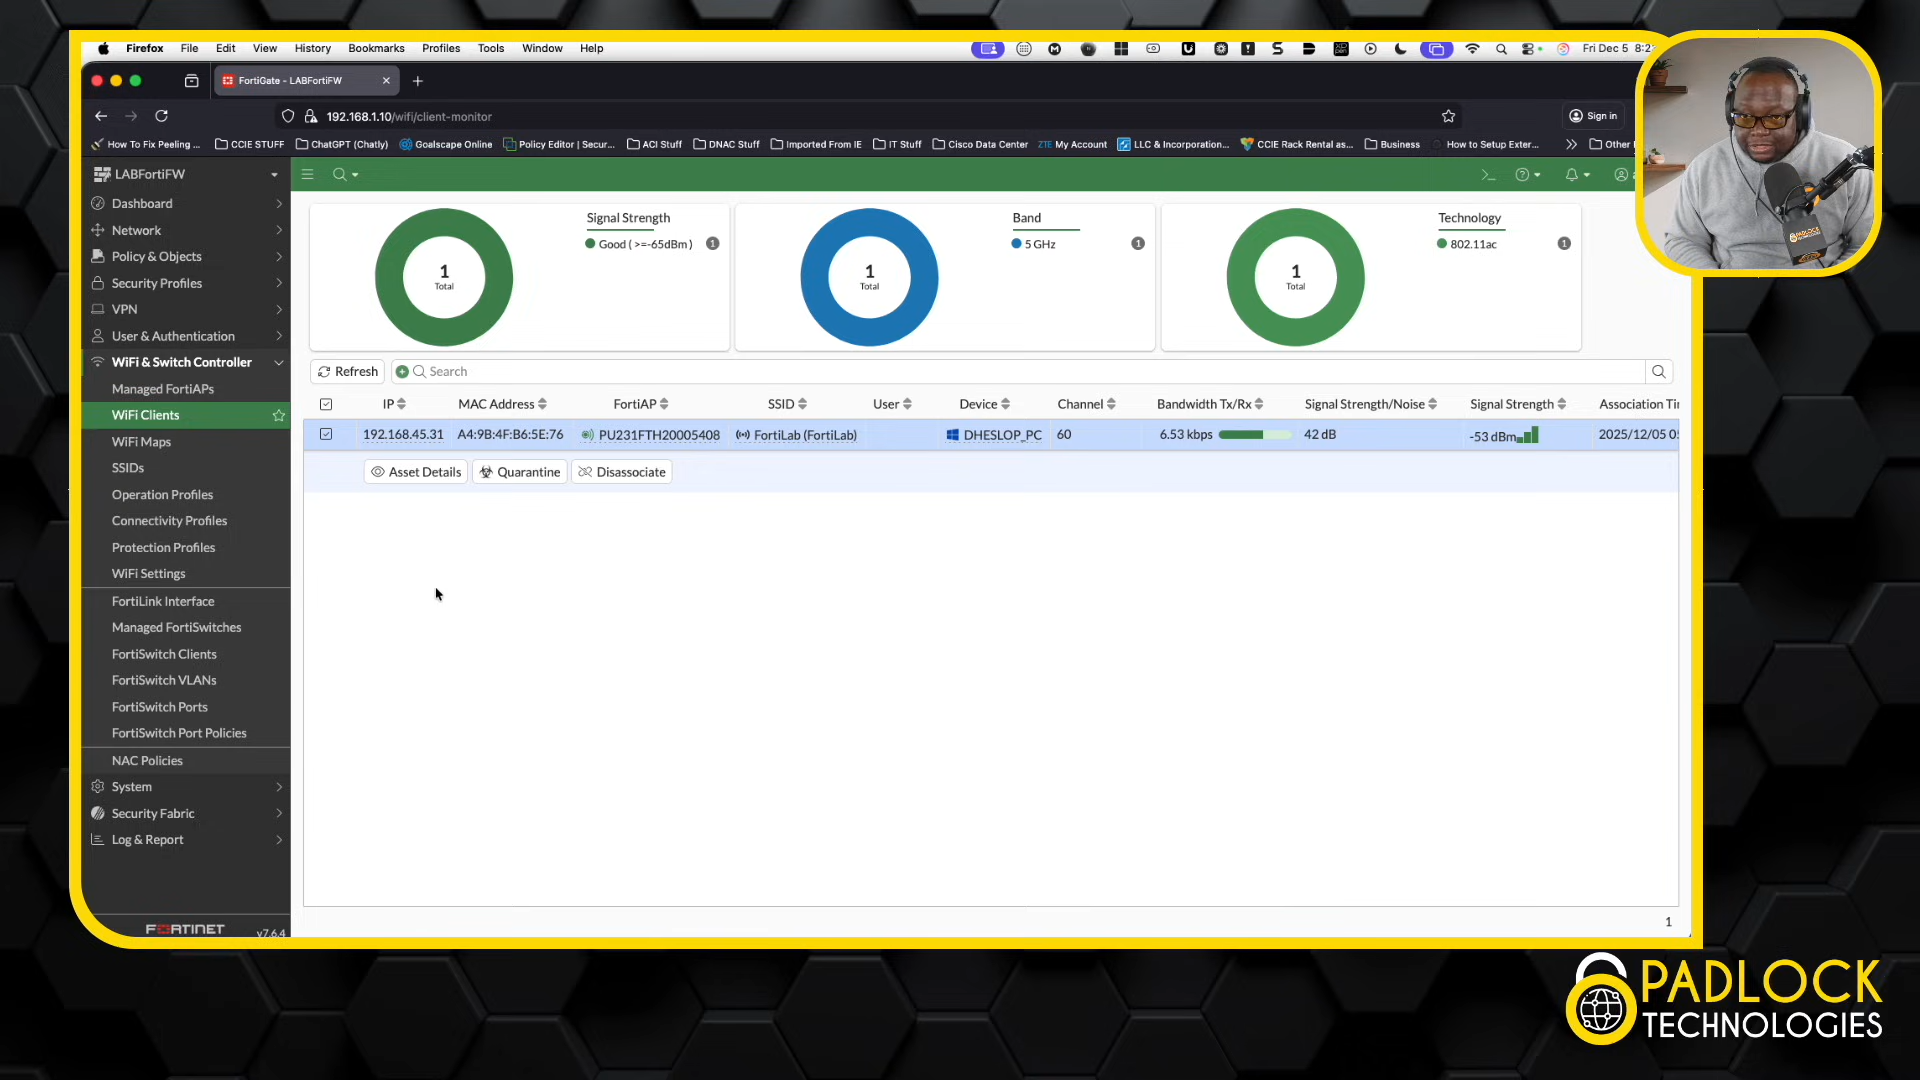 Firefox File Edit View History Bookmarks Profiles Tools Window Help Fri Dec 5 8:2
FortiGate - LABFortiFW
192.168.1.10/wifi/client-monitor Sign in
How To Fix Peeling ... CCIE STUFF ChatGPT (Chatly) Goalscape Online Policy Editor | Secur... ACI Stuff DNAC Stuff Imported From IE IT Stuff Cisco Data Center ZTE My Account LLC & Incorporation... CCIE Rack Rental as... Business How to Setup Exter... Other
LABFortiFW
Dashboard
Network
Policy & Objects
Security Profiles
VPN
User & Authentication
WiFi & Switch Controller
Managed FortiAPs
WiFi Clients
WiFi Maps
SSIDs
Operation Profiles
Connectivity Profiles
Protection Profiles
WiFi Settings
FortiLink Interface
Managed FortiSwitches
FortiSwitch Clients
FortiSwitch VLANs
FortiSwitch Ports
FortiSwitch Port Policies
NAC Policies
System
Security Fabric
Log & Report
FORTINET v7.6.4
1
Total
Signal Strength
Good ( >=-65dBm ) 1
1
Total
Band
5 GHz 1
1
Total
Technology
802.11ac 1
Refresh Search
IP MAC Address FortiAP SSID User Device Channel Bandwidth Tx/Rx Signal Strength/Noise Signal Strength Association Ti
192.168.45.31 A4:9B:4F:B6:5E:76 PU231FTH20005408 FortiLab (FortiLab) DHESLOP_PC 60 6.53 kbps 42 dB -53 dBm 2025/12/05 0
Asset Details Quarantine Disassociate
1
PADLOCK
TECHNOLOGIES